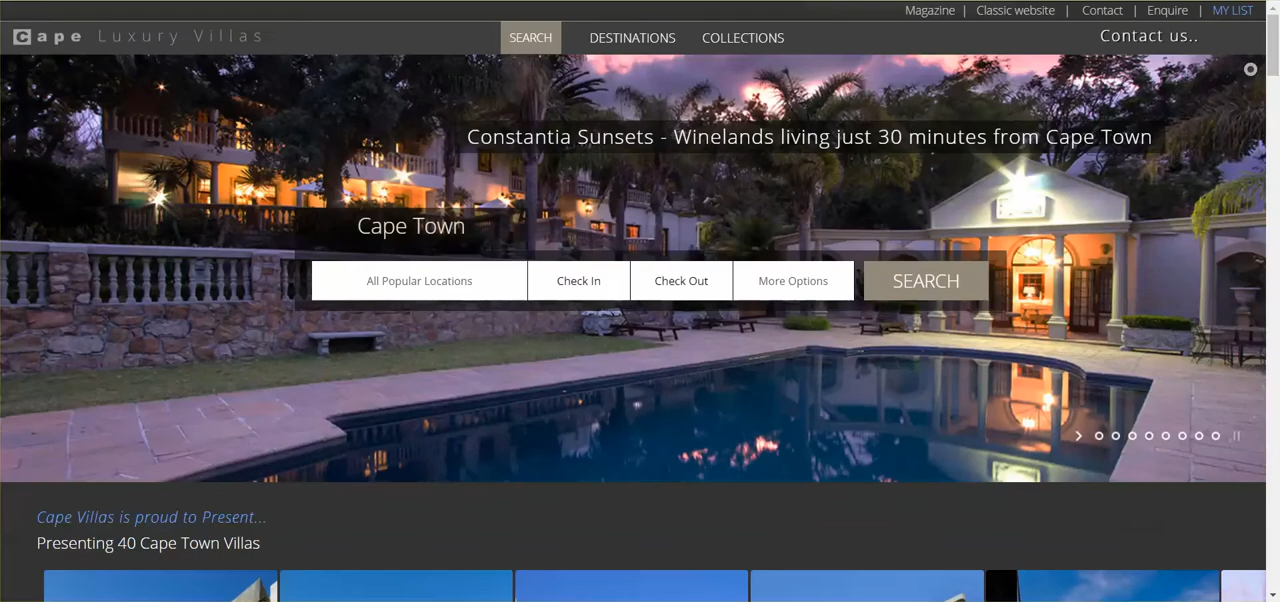 Magazine | Classic website | Contact | Enquire | MY LIST
Cape Luxury Villas
SEARCH DESTINATIONS COLLECTIONS
Contact us..
Constantia Sunsets - Winelands living just 30 minutes from Cape Town
Cape Town
All Popular Locations Check In Check Out More Options SEARCH
Cape Villas is proud to Present...
Presenting 40 Cape Town Villas